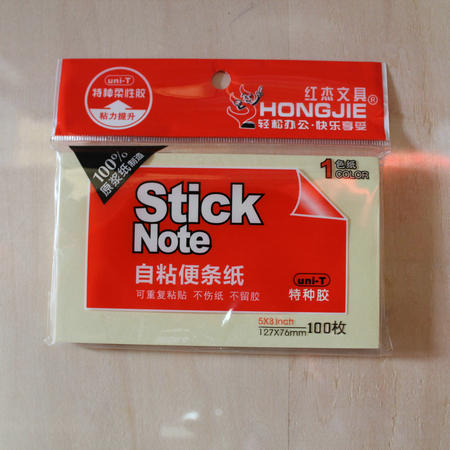 uni-T
特种柔性胶
粘力提升
红杰文具
HONGJIE®
轻松办公·快乐享受
100%
原浆纸制造
1色纸
COLOR
Stick
Note
自粘便条纸
可重复粘贴 不伤纸 不留胶
uni-T
特种胶
5X3 inch
127X76mm 100枚